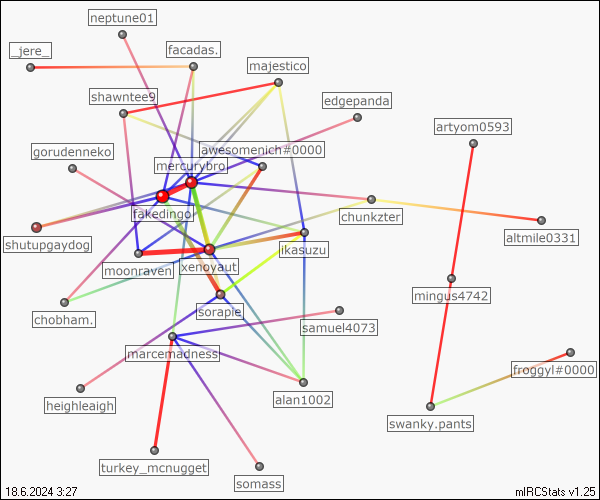 neptune01
_jere_
facadas.
majestico
shawntee9
edgepanda
artyom0593
gorudenneko
awesomenich#0000
mercurybro
fakedingo
chunkzter
shutupgaydog
altmile0331
moonraven
xenoyaut
ikasuzu
mingus4742
chobham.
sorapie
samuel4073
marcemadness
froggyl#0000
heighleaigh
alan1002
swanky.pants
turkey_mcnugget
somass
18.6.2024 3:27
mIRCStats v1.25